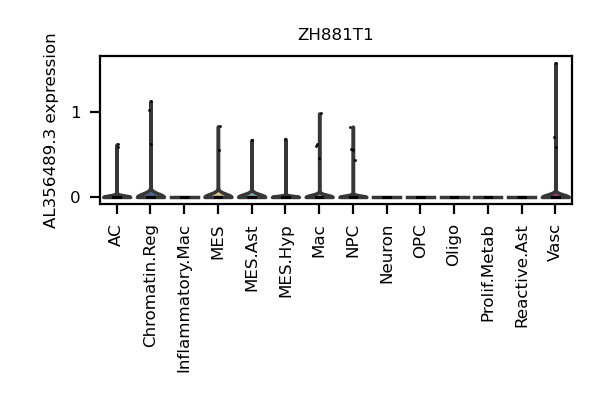 ZH881T1
AL356489.3 expression
1
0
AC
Chromatin.Reg
Inflammatory.Mac
MES
MES.Ast
MES.Hyp
Mac
NPC
Neuron
OPC
Oligo
Prolif.Metab
Reactive.Ast
Vasc